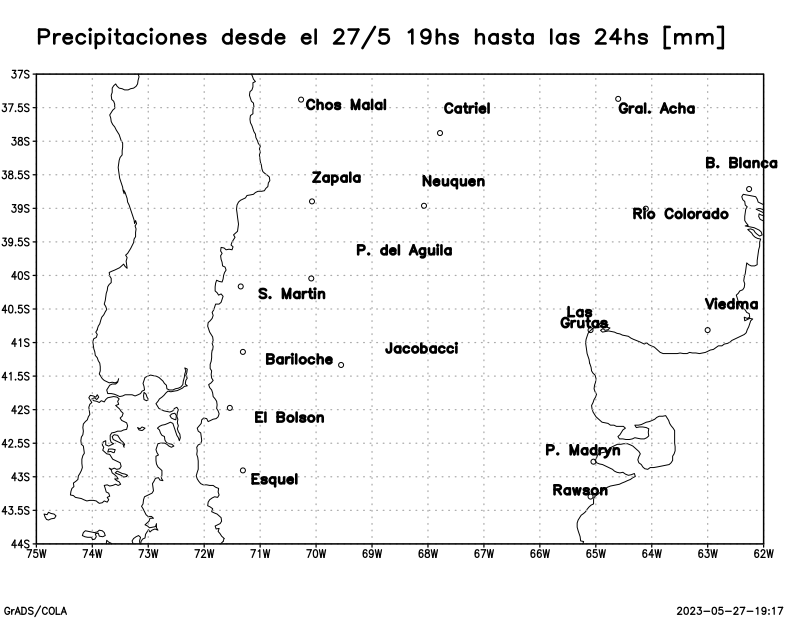 Precipitaciones desde el 27/5 19hs hasta las 24hs [mm]
37S
Chos Malal
Catriel
Gral. Acha
37.5S
38S
B. Blanca
38.5S
Zapala
Neuquen
39S
Rio Colorado
39.5S
P. del Aguila
40S
S. Martin
40.5S
Viedma
Las
Grutas
41S
Jacobacci
Bariloche
41.5S
42S
El Bolson
42.5S
P. Madryn
43S
Esquel
Rawson
43.5S
44S
75W 74W 73W 72W 71W 70W 69W 68W 67W 66W 65W 64W 63W 62W
GrADS/COLA
2023-05-27-19:17